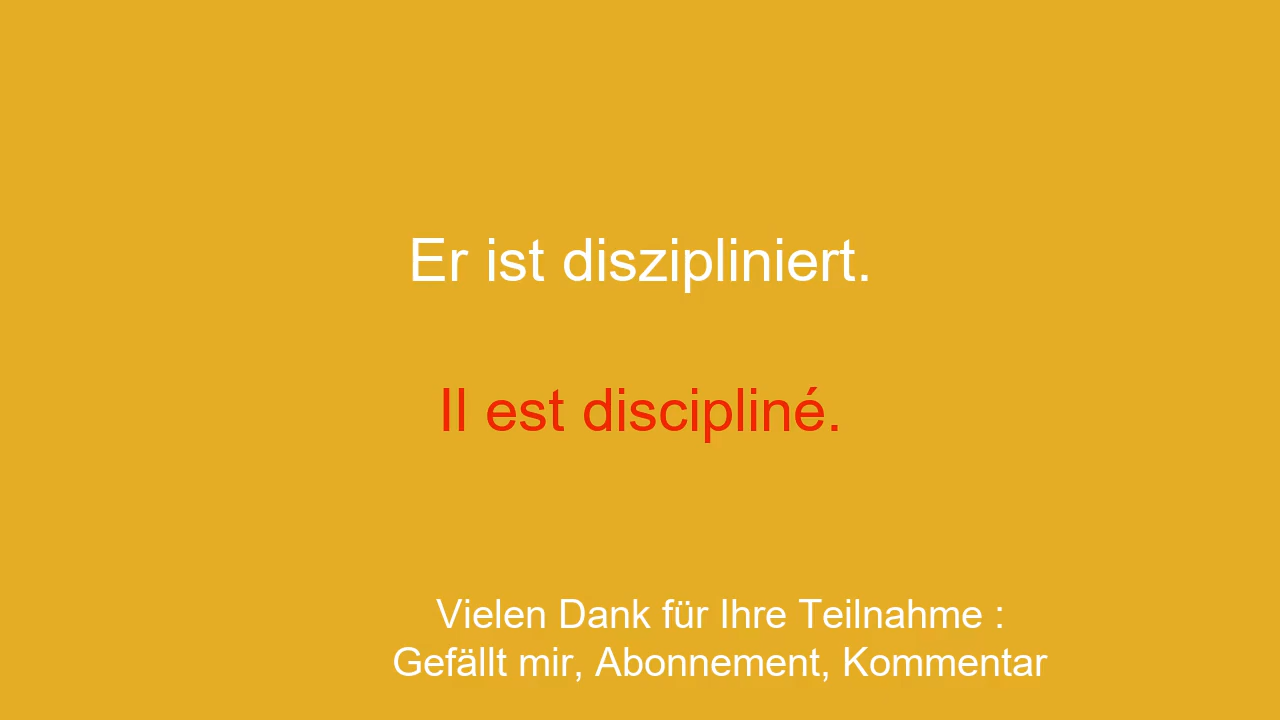 Er ist diszipliniert.
Il est discipliné.
Vielen Dank für Ihre Teilnahme :
Gefällt mir, Abonnement, Kommentar